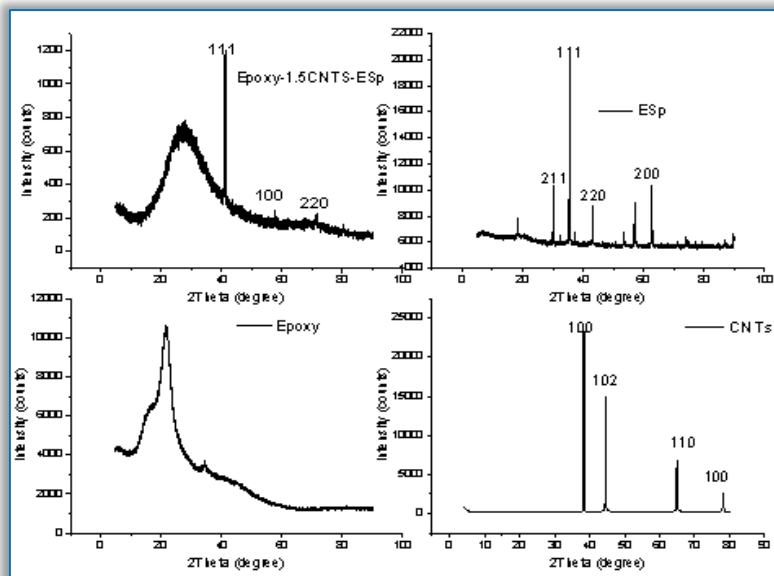 1200
1000
800
600
400
200
0
Intensity (counts)
111
Epoxy-1.5CNTS-ESp
100
220
0 20 40 60 80 100
2Theta (degree)
22000
20000
18000
16000
14000
12000
10000
8000
6000
4000
Intensity (counts)
111
ESp
211
220
200
0 20 40 60 80 100
2Theta (degree)
12000
10000
8000
6000
4000
2000
0
Intensity (counts)
Epoxy
0 20 40 60 80 100
2Theta (degree)
25000
20000
15000
10000
5000
0
Intensity (counts)
100
CNTs
102
110
100
0 10 20 30 40 50 60 70 80 90
2Theta (degree)